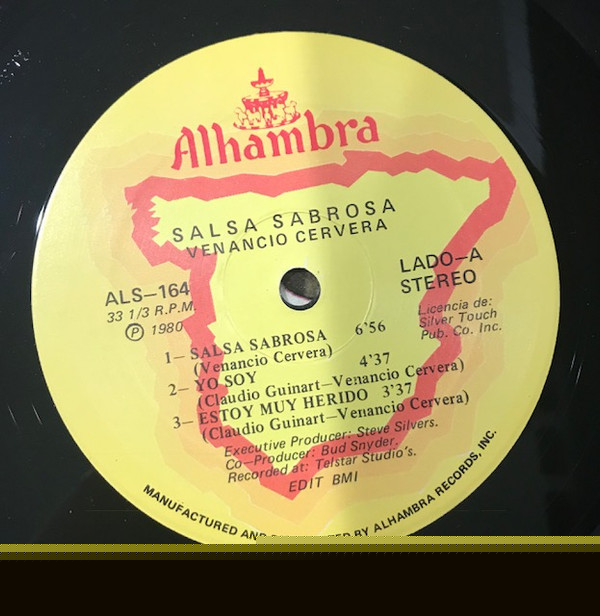 Alhambra
SALSA SABROSA
VENANCIO CERVERA
LADO—A
STEREO
ALS—164
33 1/3 R.P.M.
Ⓟ 1980
Licencia de:
Silver Touch
Pub. Co. Inc.
1— SALSA SABROSA 6'56
(Venancio Cervera)
2— YO SOY 4'37
(Claudio Guinart—Venancio Cervera)
3— ESTOY MUY HERIDO 3'37
(Claudio Guinart—Venancio Cervera)
Executive Producer: Steve Silvers.
Co—Producer: Bud Snyder.
Recorded at: Telstar Studio's.
EDIT BMI
MANUFACTURED AND BY ALHAMBRA RECORDS, INC.